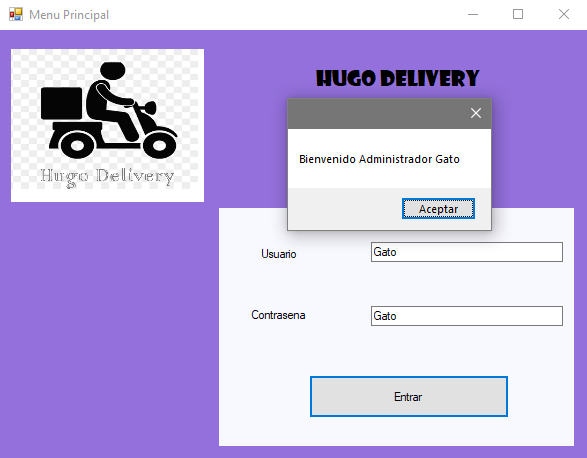 Menu Principal
HUGO DELIVERY
Hugo Delivery
Bienvenido Administrador Gato
Aceptar
Usuario
Gato
Contrasena
Gato
Entrar